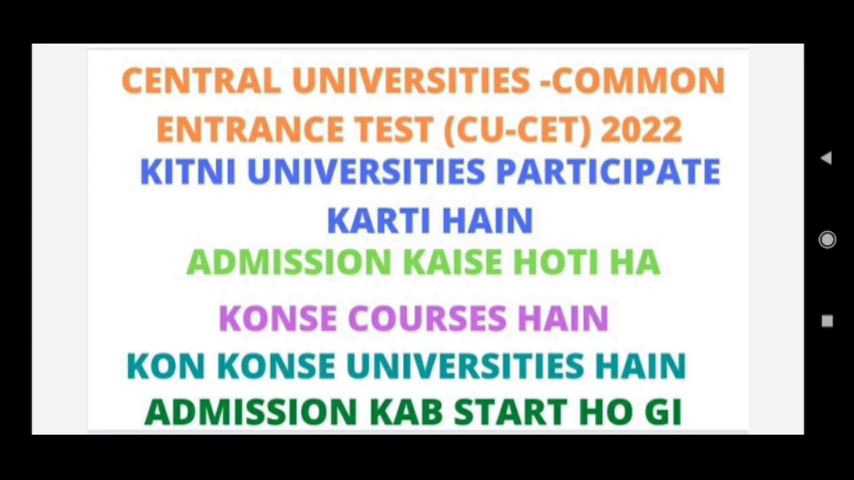 CENTRAL UNIVERSITIES -COMMON
ENTRANCE TEST (CU-CET) 2022
KITNI UNIVERSITIES PARTICIPATE
KARTI HAIN
ADMISSION KAISE HOTI HA
KONSE COURSES HAIN
KON KONSE UNIVERSITIES HAIN
ADMISSION KAB START HO GI